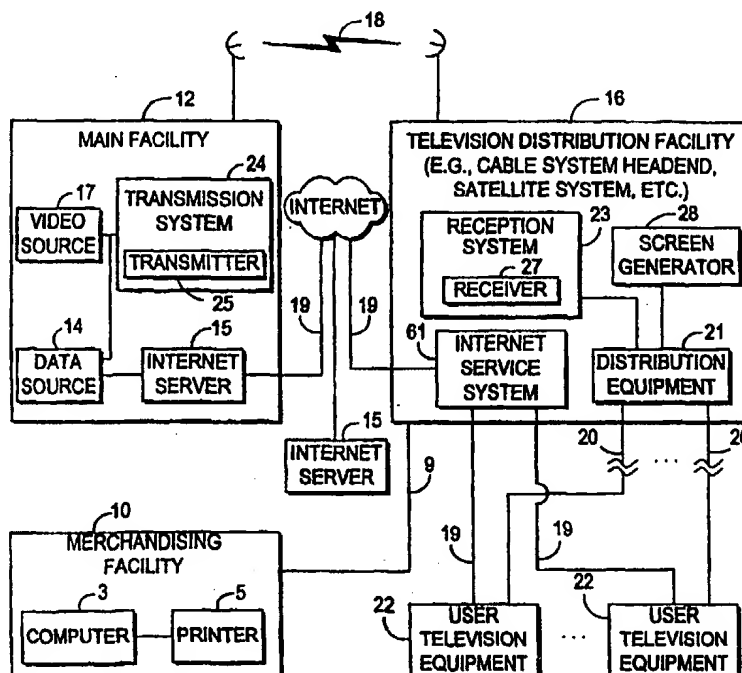 18
12
MAIN FACILITY
24
17
VIDEO
SOURCE
TRANSMISSION
SYSTEM
TRANSMITTER
25
14
DATA
SOURCE
15
INTERNET
SERVER
INTERNET
19
19
15
INTERNET
SERVER
16
TELEVISION DISTRIBUTION FACILITY
(E.G., CABLE SYSTEM HEADEND,
SATELLITE SYSTEM, ETC.)
RECEPTION
SYSTEM
23
27
RECEIVER
28
SCREEN
GENERATOR
61
INTERNET
SERVICE
SYSTEM
21
DISTRIBUTION
EQUIPMENT
20
...
20
9
19
19
10
MERCHANDISING
FACILITY
3
COMPUTER
5
PRINTER
22
USER
TELEVISION
EQUIPMENT
...
22
USER
TELEVISION
EQUIPMENT